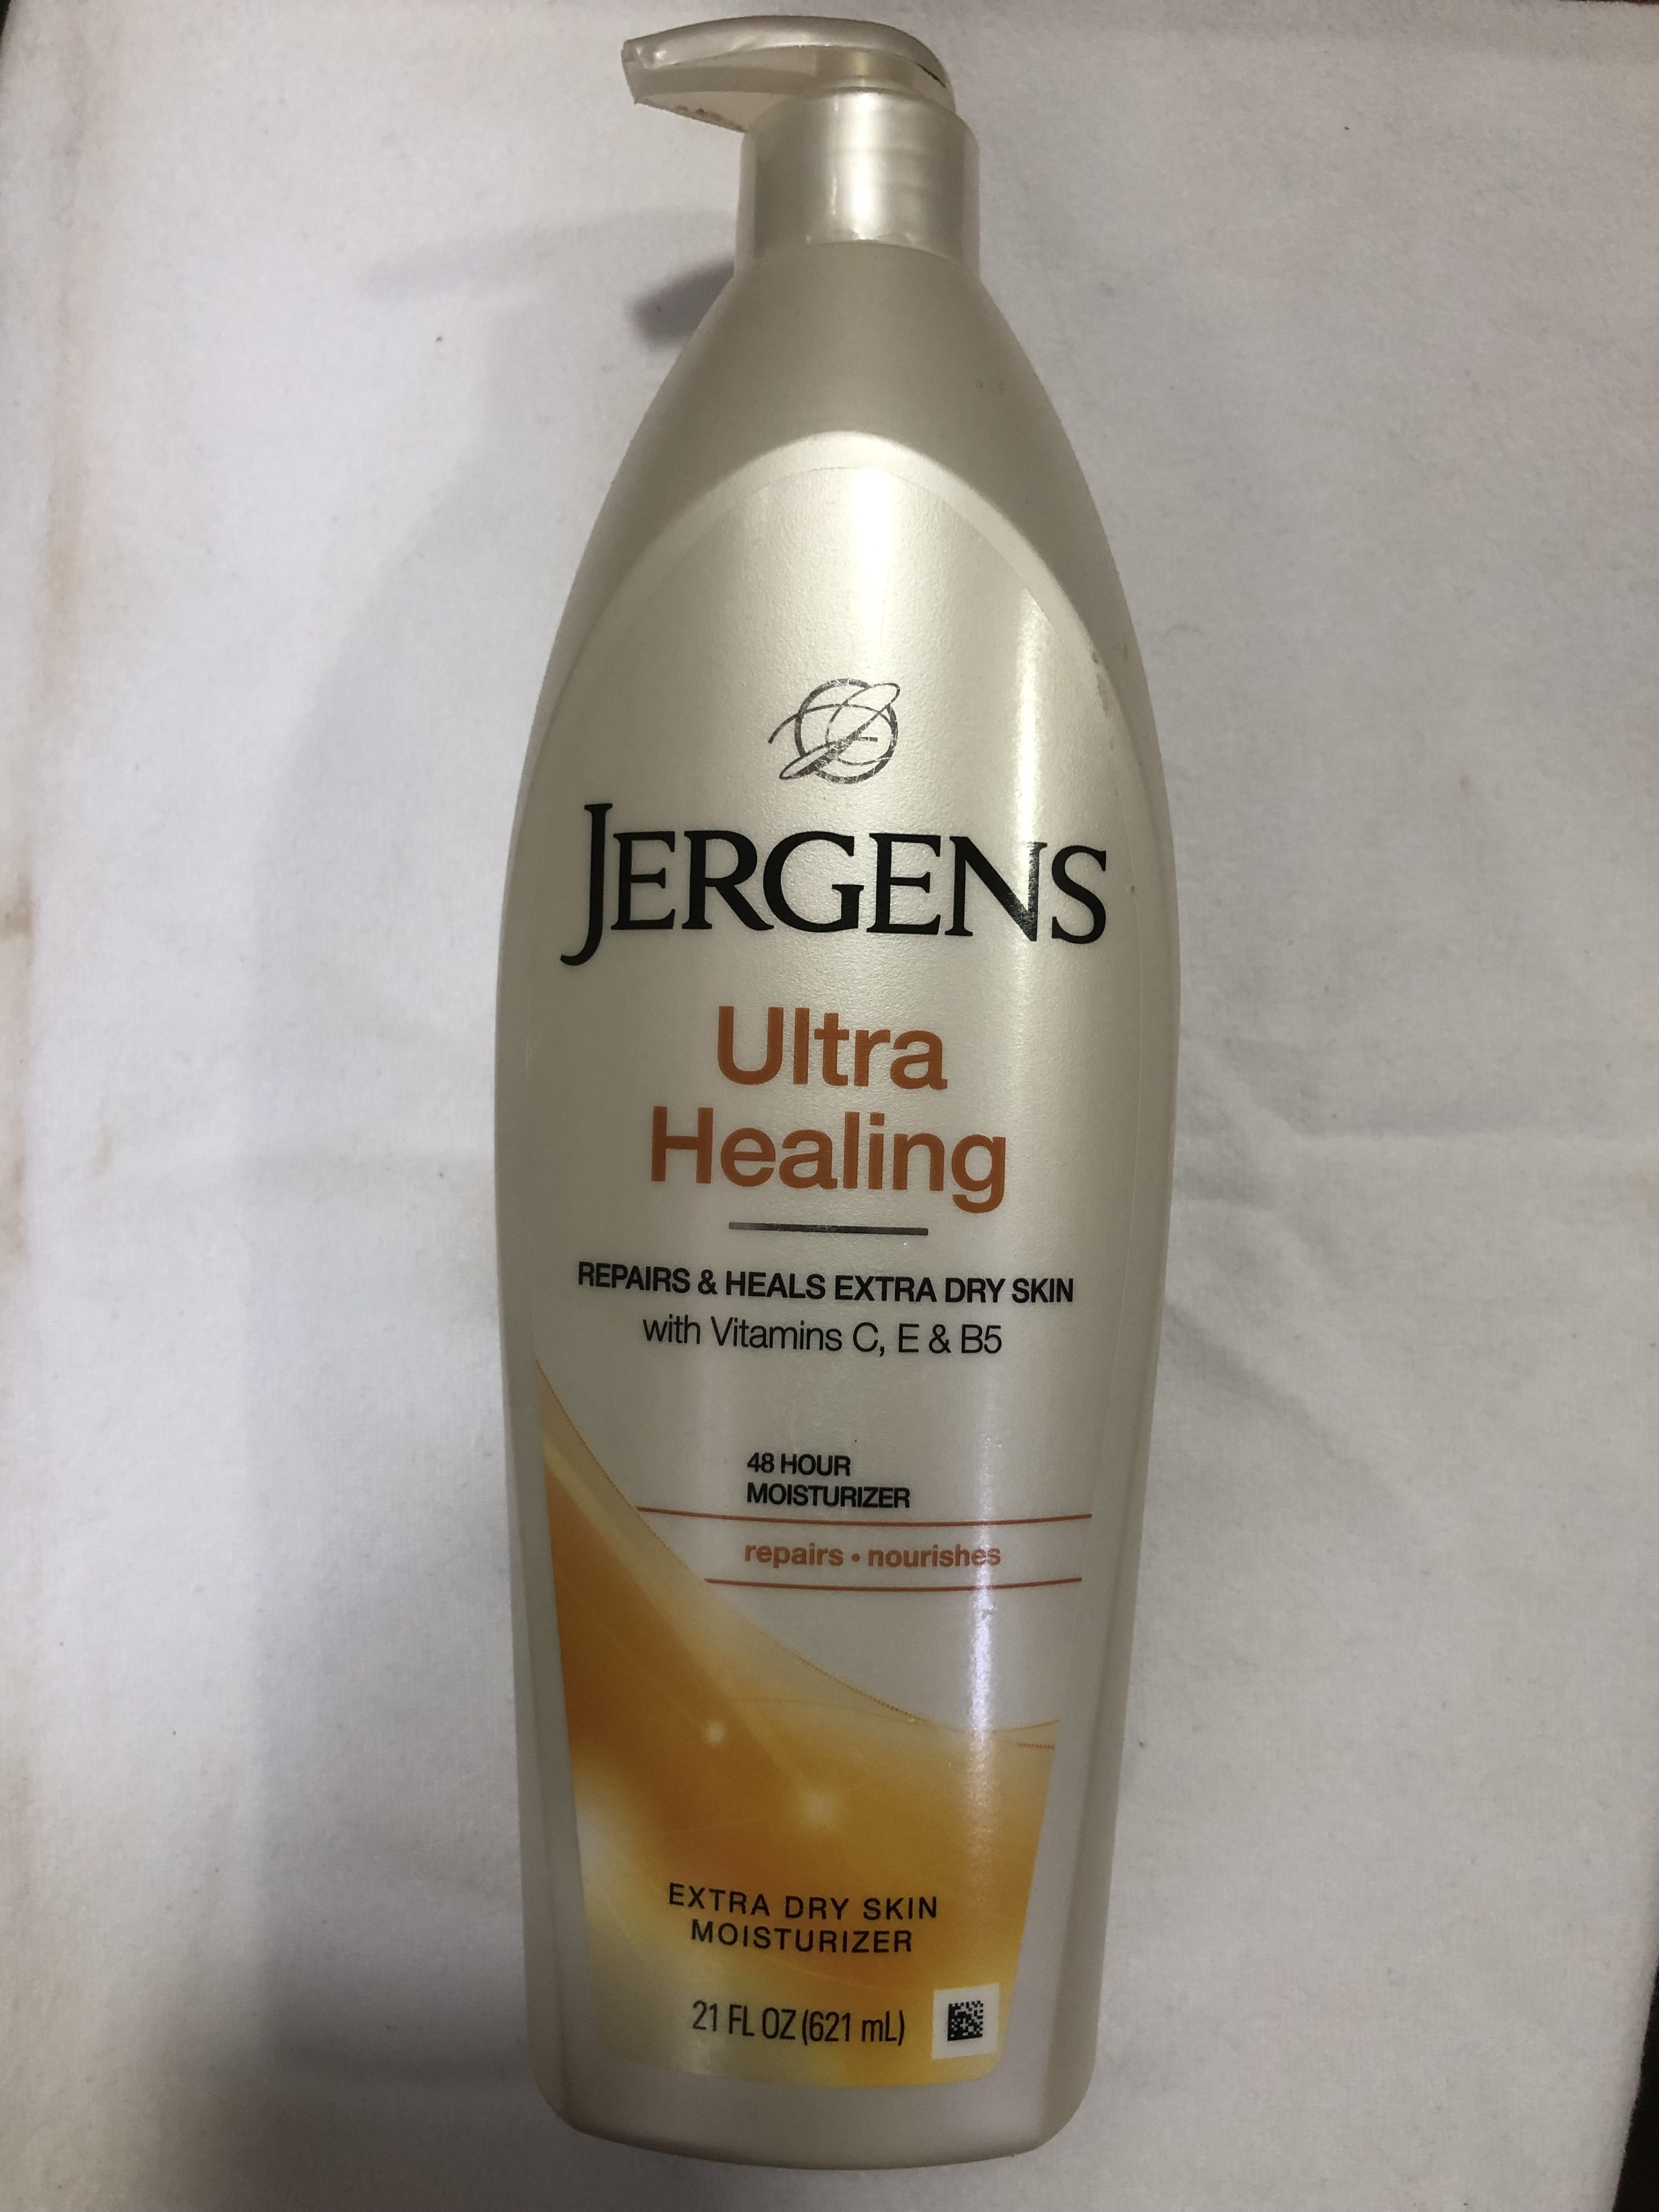 JERGENS
Ultra
Healing
REPAIRS & HEALS EXTRA DRY SKIN
with Vitamins C, E & B5
48 HOUR
MOISTURIZER
repairs • nourishes
EXTRA DRY SKIN
MOISTURIZER
21 FL OZ (621 mL)